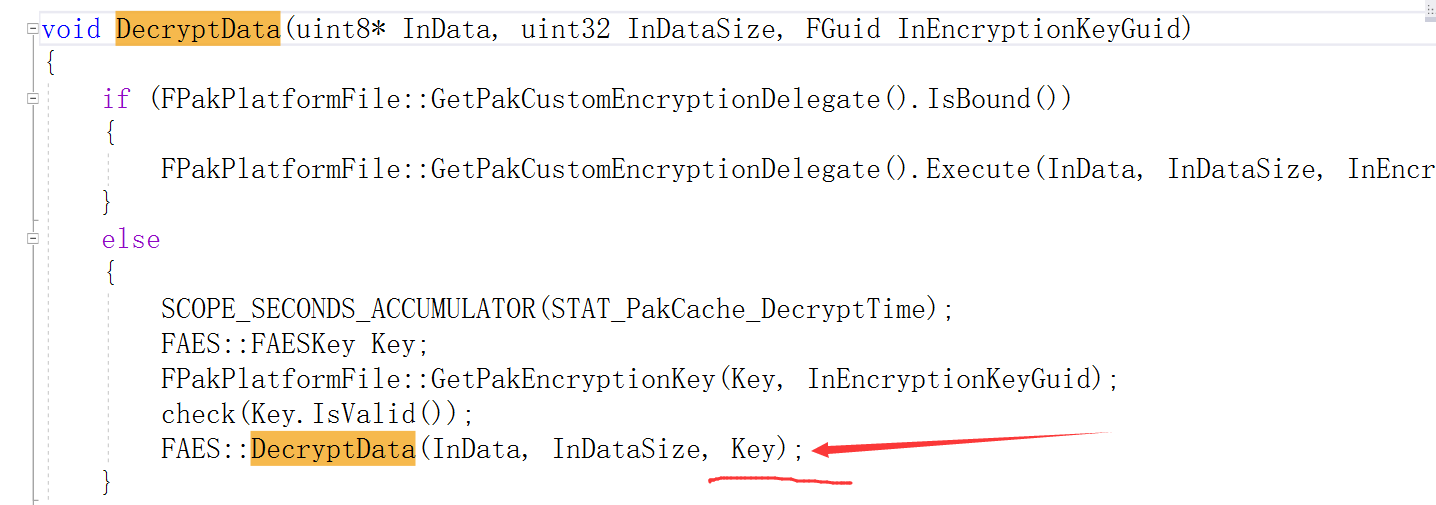 void DecryptData(uint8* InData, uint32 InDataSize, FGuid InEncryptionKeyGuid)
{
if (FPakPlatformFile::GetPakCustomEncryptionDelegate().IsBound())
{
FPakPlatformFile::GetPakCustomEncryptionDelegate().Execute(InData, InDataSize, InEncr
}
else
{
SCOPE_SECONDS_ACCUMULATOR(STAT_PakCache_DecryptTime);
FAES::FAESKey Key;
FPakPlatformFile::GetPakEncryptionKey(Key, InEncryptionKeyGuid);
check(Key.IsValid());
FAES::DecryptData(InData, InDataSize, Key);
}